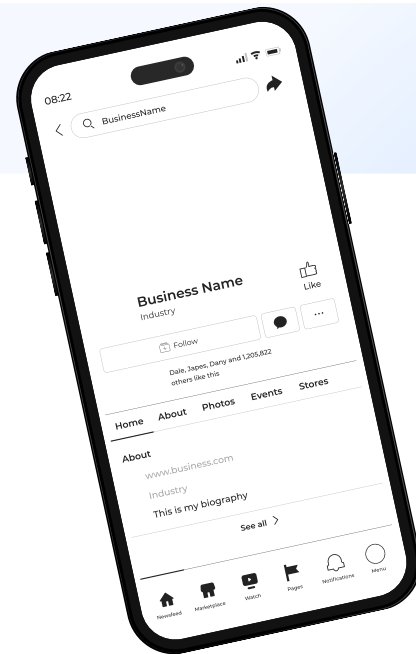 08:22
BusinessName
Business Name
Industry
Like
Follow
Dale, Japes, Dany and 1,205,822
others like this
Home About Photos Events Stores
About
www.business.com
Industry
This is my biography
See all
Newsfeed Marketplace Watch Pages Notifications Menu